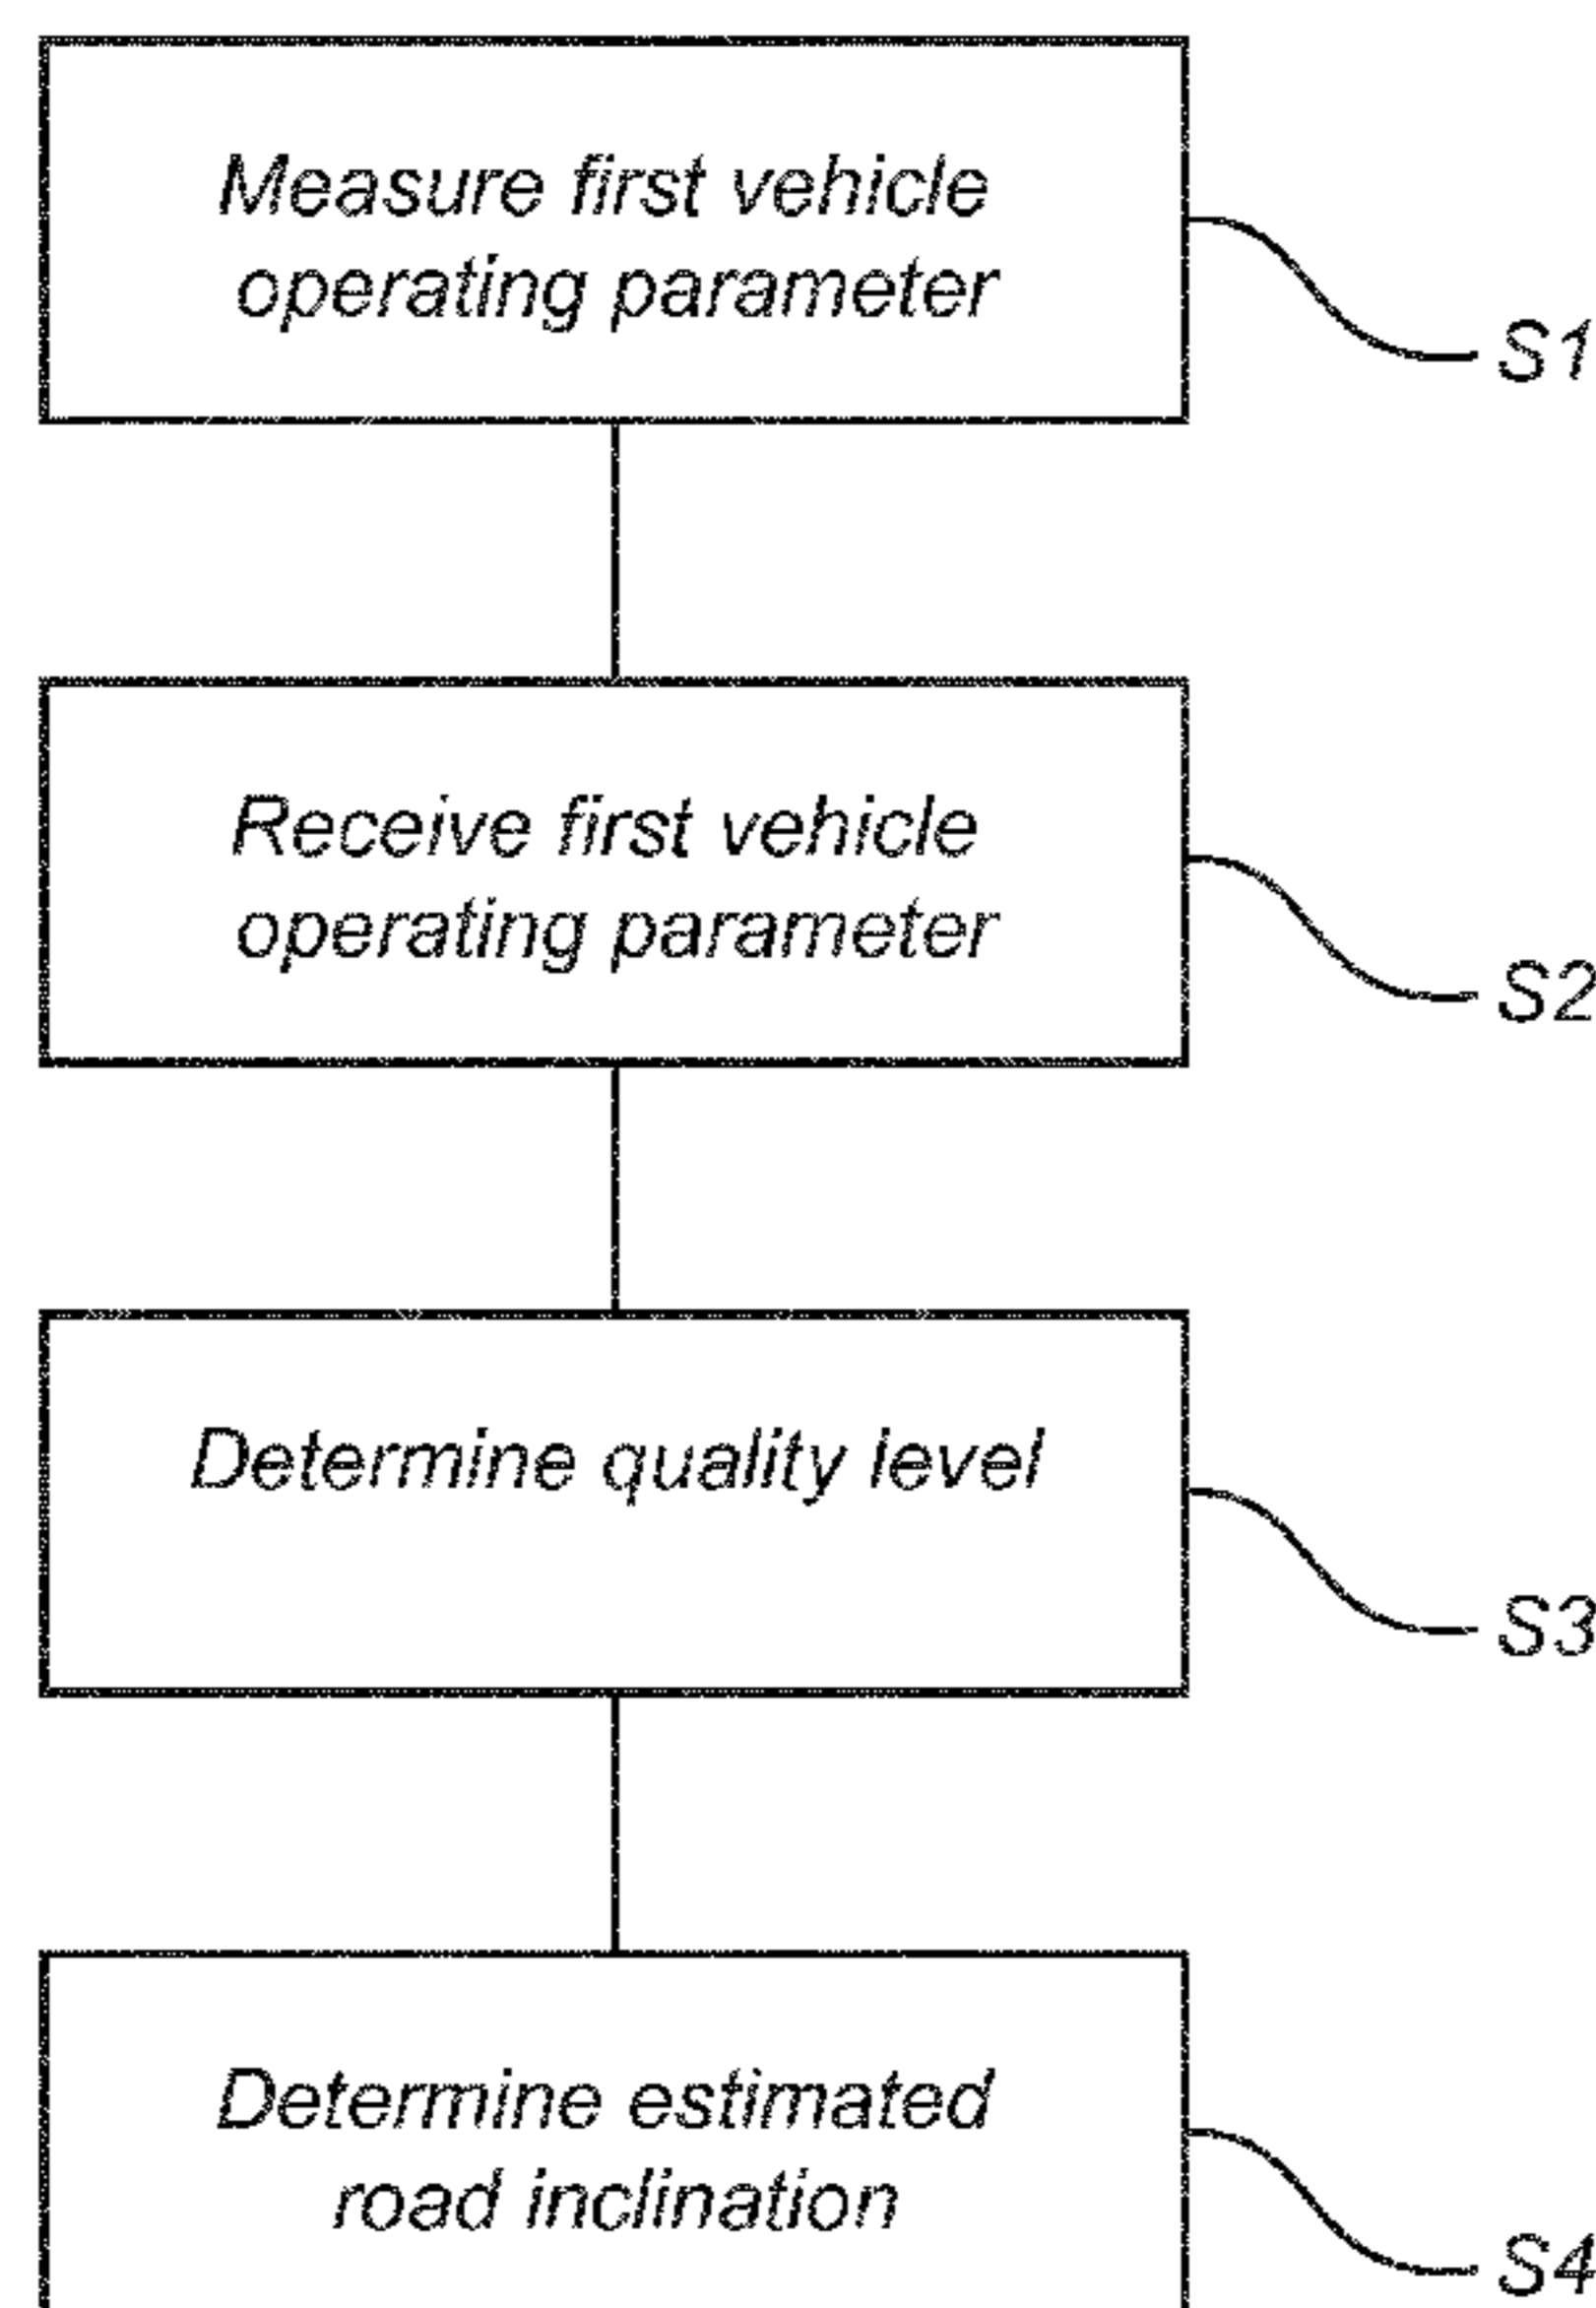 Measure first vehicle
operating parameter
S1
Receive first vehicle
operating parameter
S2
Determine quality level
S3
Determine estimated
road inclination
S4